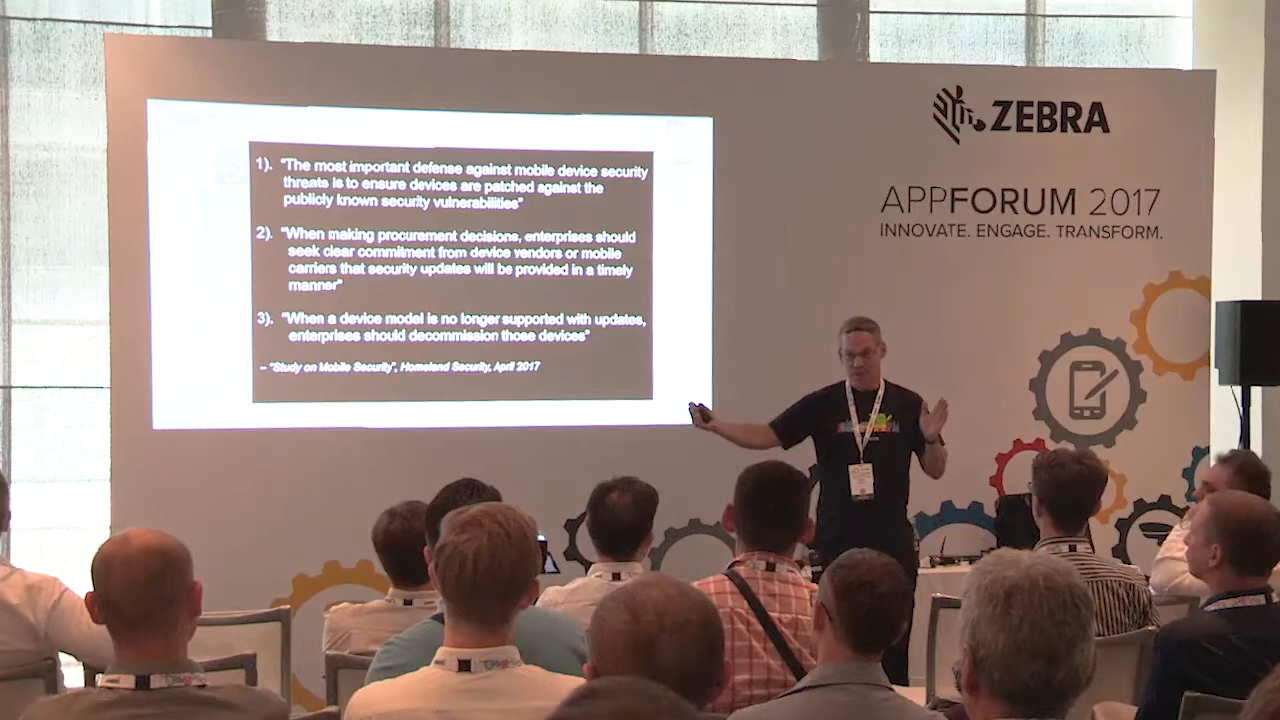 1). "The most important defense against mobile device security
threats is to ensure devices are patched against the
publicly known security vulnerabilities"
2). "When making procurement decisions, enterprises should
seek clear commitment from device vendors or mobile
carriers that security updates will be provided in a timely
manner"
3). "When a device model is no longer supported with updates,
enterprises should decommission those devices"
– "Study on Mobile Security", Homeland Security, April 2017
ZEBRA
APPFORUM 2017
INNOVATE. ENGAGE. TRANSFORM.